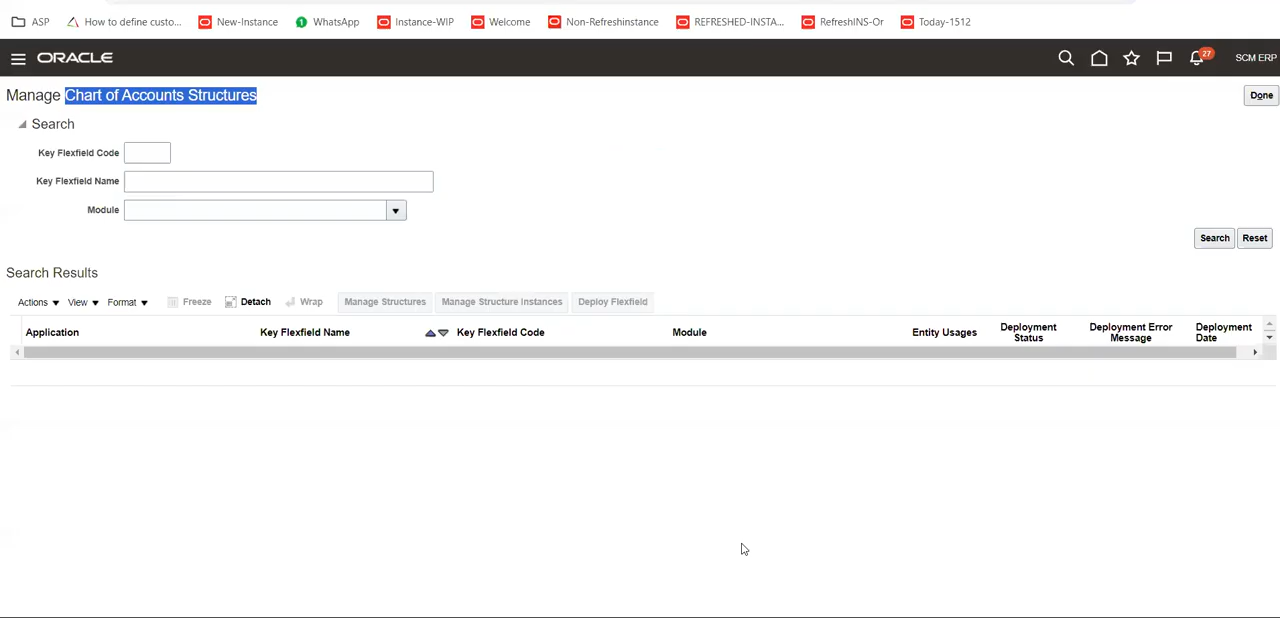 ASP How to define custo... New-Instance WhatsApp Instance-WIP Welcome Non-Refreshinstance REFRESHED-INSTA... RefreshINS-Or Today-1512
ORACLE 27 SCM ERP
Manage Chart of Accounts Structures Done
Search
Key Flexfield Code
Key Flexfield Name
Module
Search Reset
Search Results
Actions View Format Freeze Detach Wrap Manage Structures Manage Structure Instances Deploy Flexfield
Application Key Flexfield Name Key Flexfield Code Module Entity Usages Deployment Status Deployment Error Message Deployment Date